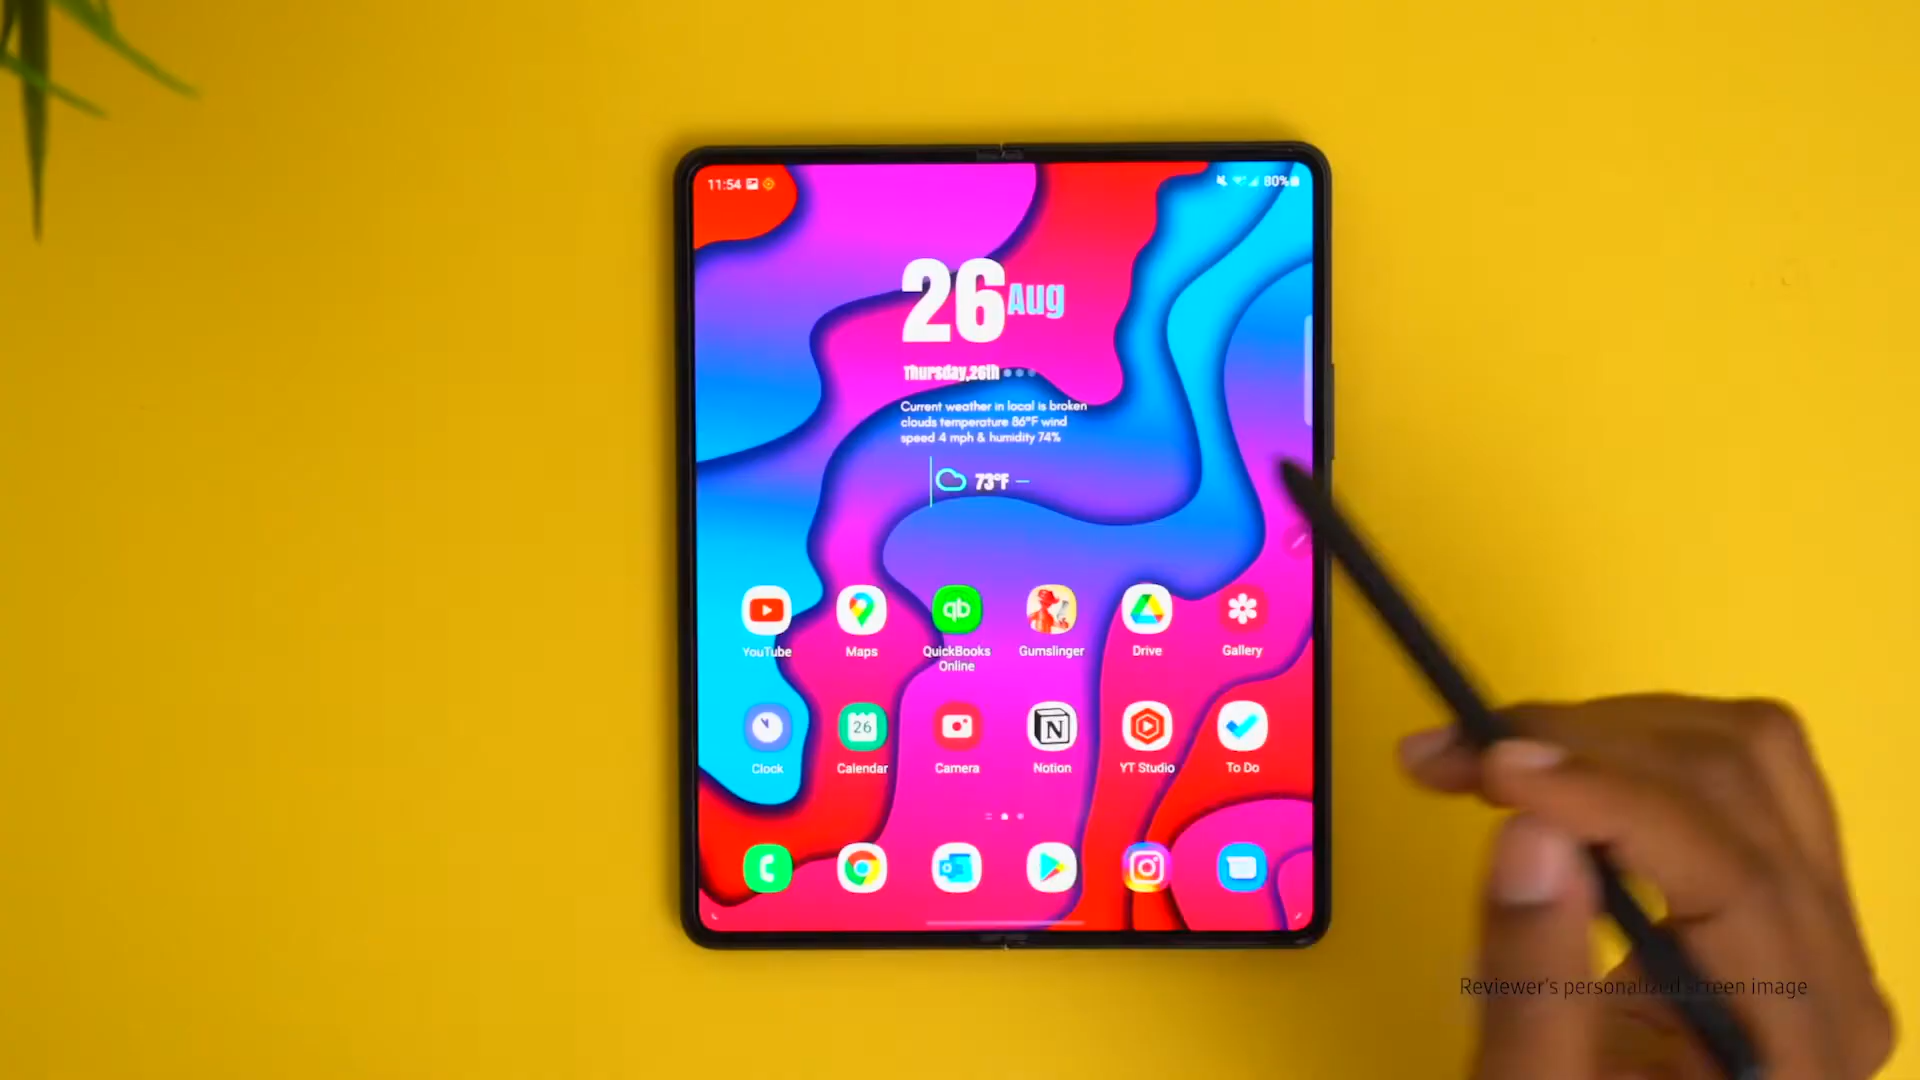 11:54
80%
26 Aug
Thursday,26th
Current weather in local is broken
clouds temperature 86°F wind
speed 4 mph & humidity 74%
73°F
YouTube
Maps
QuickBooks
Online
Gumslinger
Drive
Gallery
26
Clock
Calendar
Camera
Notion
YT Studio
To Do
Reviewer's personalized screen image